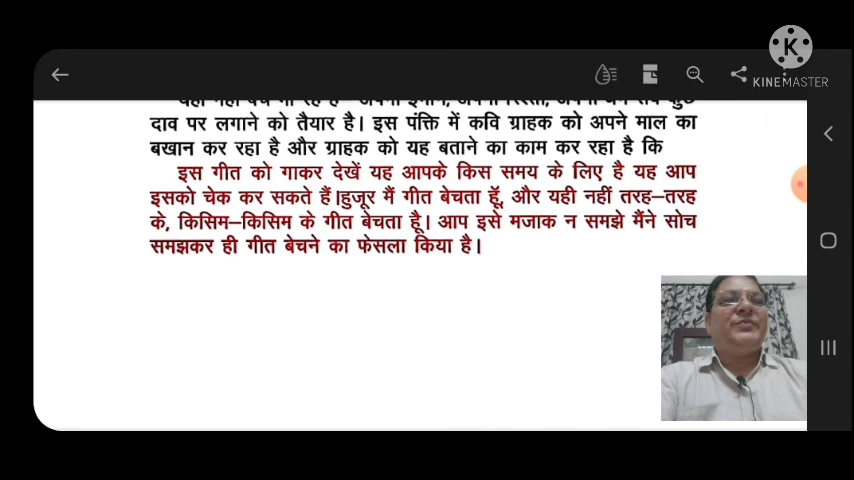 KINEMASTER
दाव पर लगाने को तैयार है। इस पंक्ति में कवि ग्राहक को अपने माल का
बखान कर रहा है और ग्राहक को यह बताने का काम कर रहा है कि
इस गीत को गाकर देखें यह आपके किस समय के लिए है यह आप
इसको चेक कर सकते हैं।हुजूर मैं गीत बेचता हूॅ, और यही नहीं तरह–तरह
के, किसिम–किसिम के गीत बेचता हूै। आप इसे मजाक न समझे मैंने सोच
समझकर ही गीत बेचने का फेसला किया है।